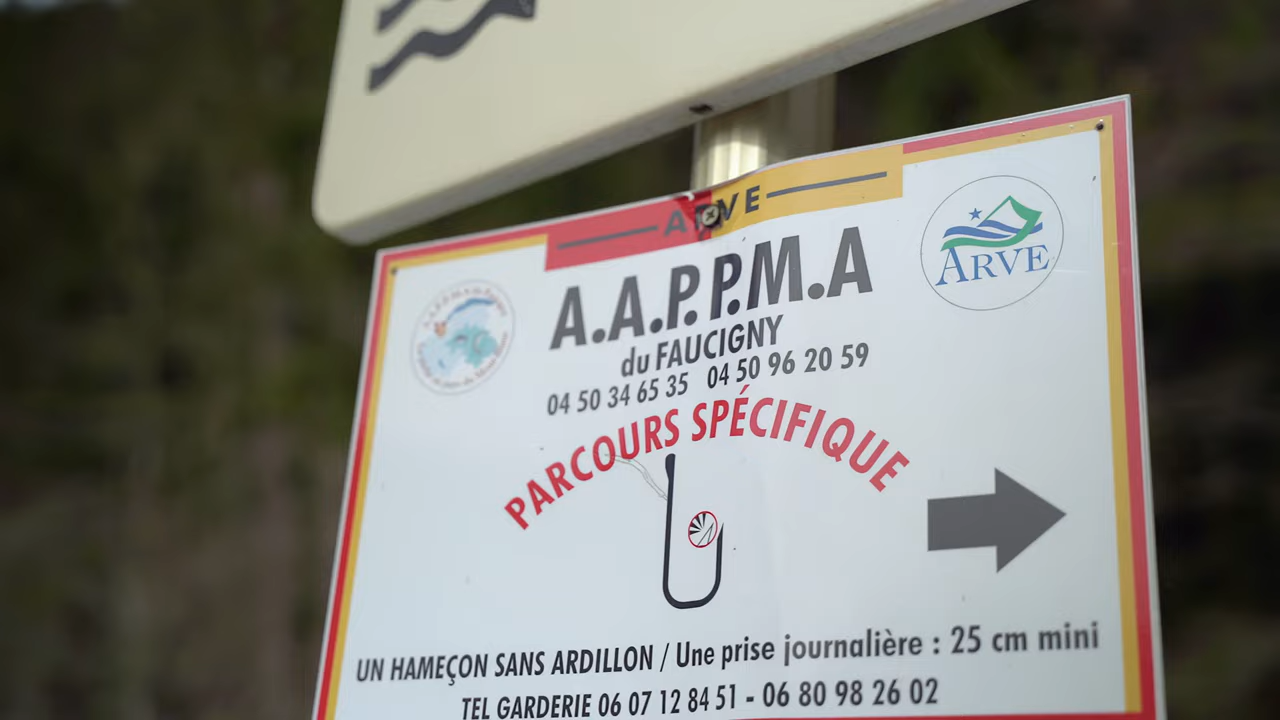 ARVE
A.A.P.P.M.A
du FAUCIGNY
04 50 34 65 35 04 50 96 20 59
ARVE
PARCOURS SPÉCIFIQUE
UN HAMEÇON SANS ARDILLON / Une prise journalière : 25 cm mini
TEL GARDERIE 06 07 12 84 51 - 06 80 98 26 02